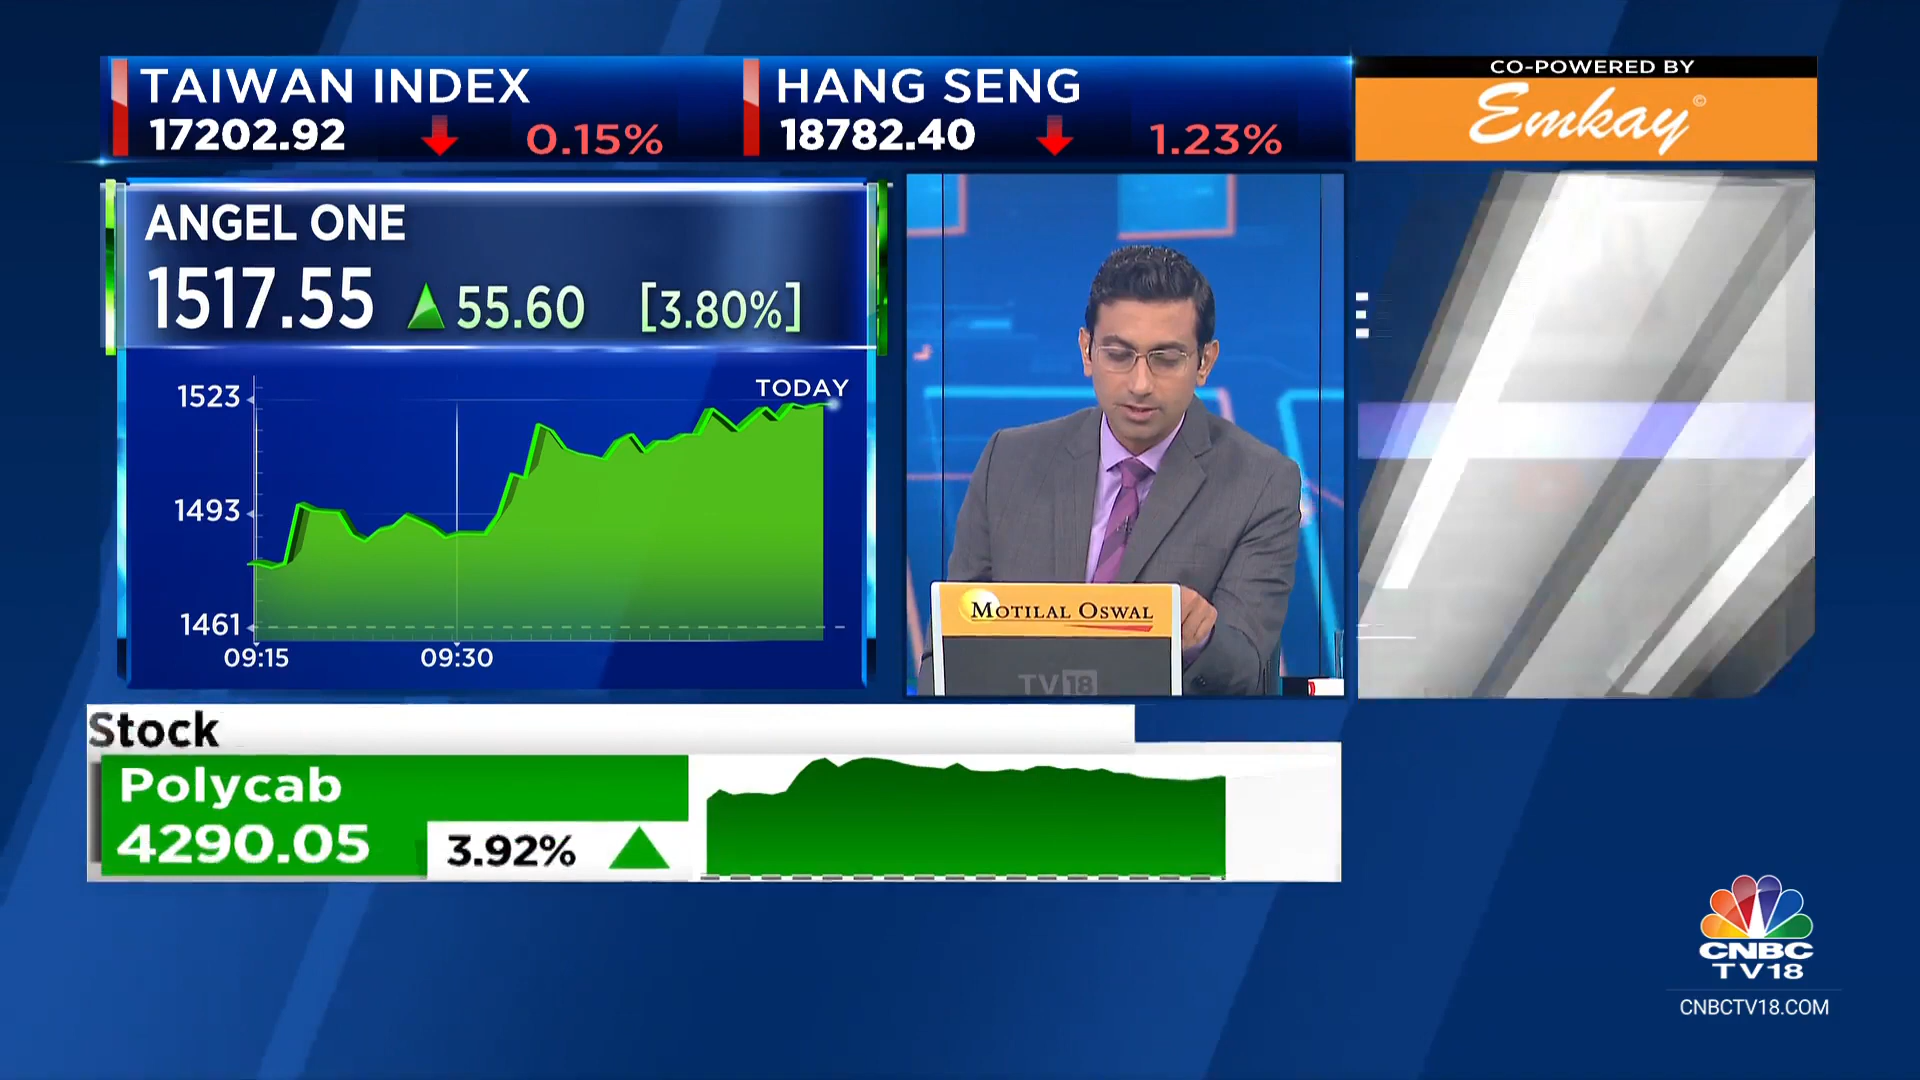 TAIWAN INDEX
17202.92 0.15%
HANG SENG
18782.40 1.23%
CO-POWERED BY
Emkay©
ANGEL ONE
1517.55 55.60 [3.80%]
TODAY
1523
1493
1461
09:15 09:30
MOTILAL OSWAL
TV18
Stock
Polycab
4290.05 3.92%
CNBC
TV18
CNBCTV18.COM